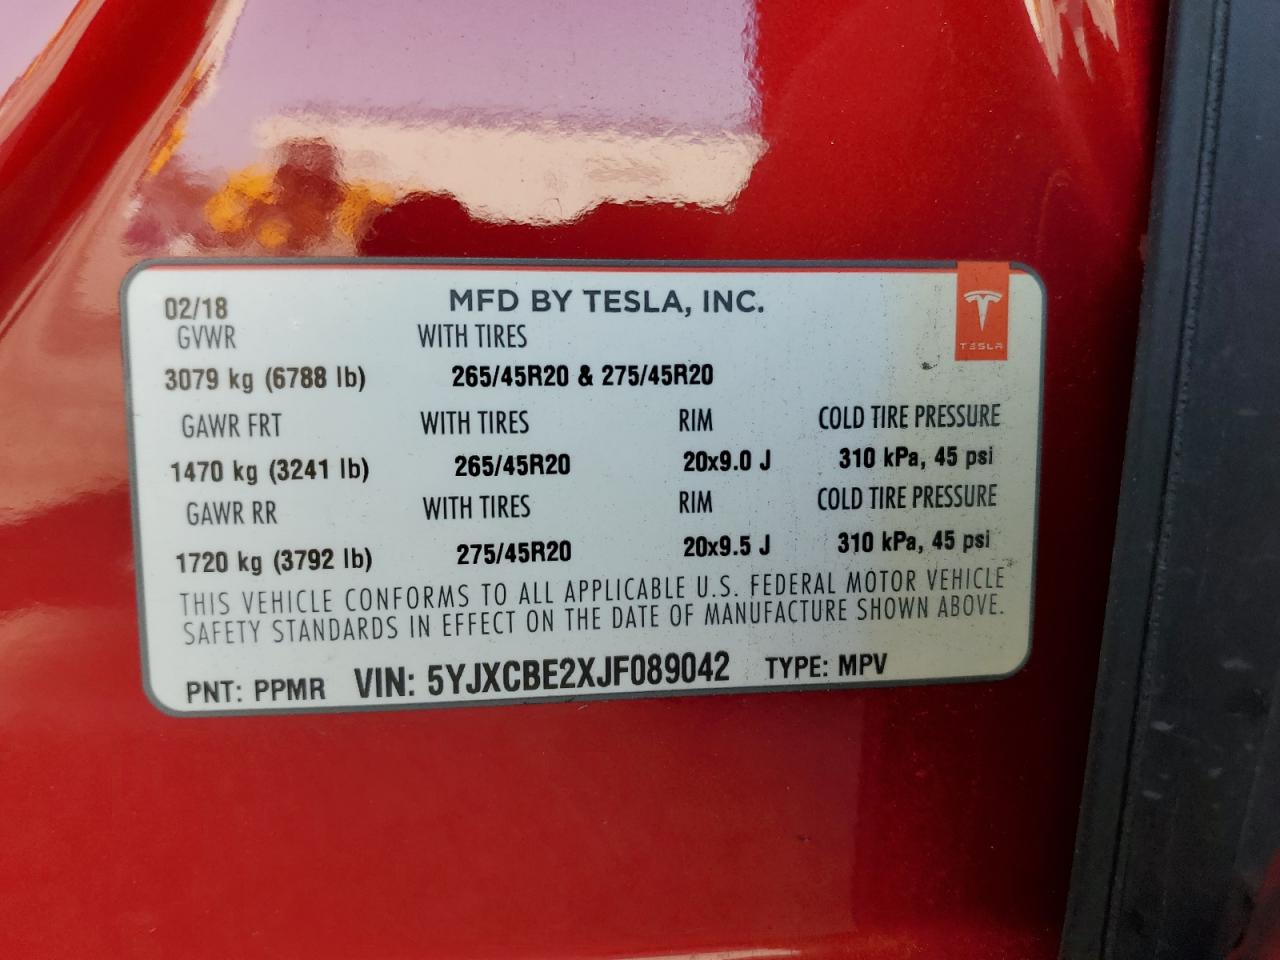 02/18 MFD BY TESLA, INC.
TESLA
GVWR WITH TIRES
3079 kg (6788 lb) 265/45R20 & 275/45R20
GAWR FRT WITH TIRES RIM COLD TIRE PRESSURE
1470 kg (3241 lb) 265/45R20 20x9.0 J 310 kPa, 45 psi
GAWR RR WITH TIRES RIM COLD TIRE PRESSURE
1720 kg (3792 lb) 275/45R20 20x9.5 J 310 kPa, 45 psi
THIS VEHICLE CONFORMS TO ALL APPLICABLE U.S. FEDERAL MOTOR VEHICLE
SAFETY STANDARDS IN EFFECT ON THE DATE OF MANUFACTURE SHOWN ABOVE.
PNT: PPMR VIN: 5YJXCBE2XJF089042 TYPE: MPV